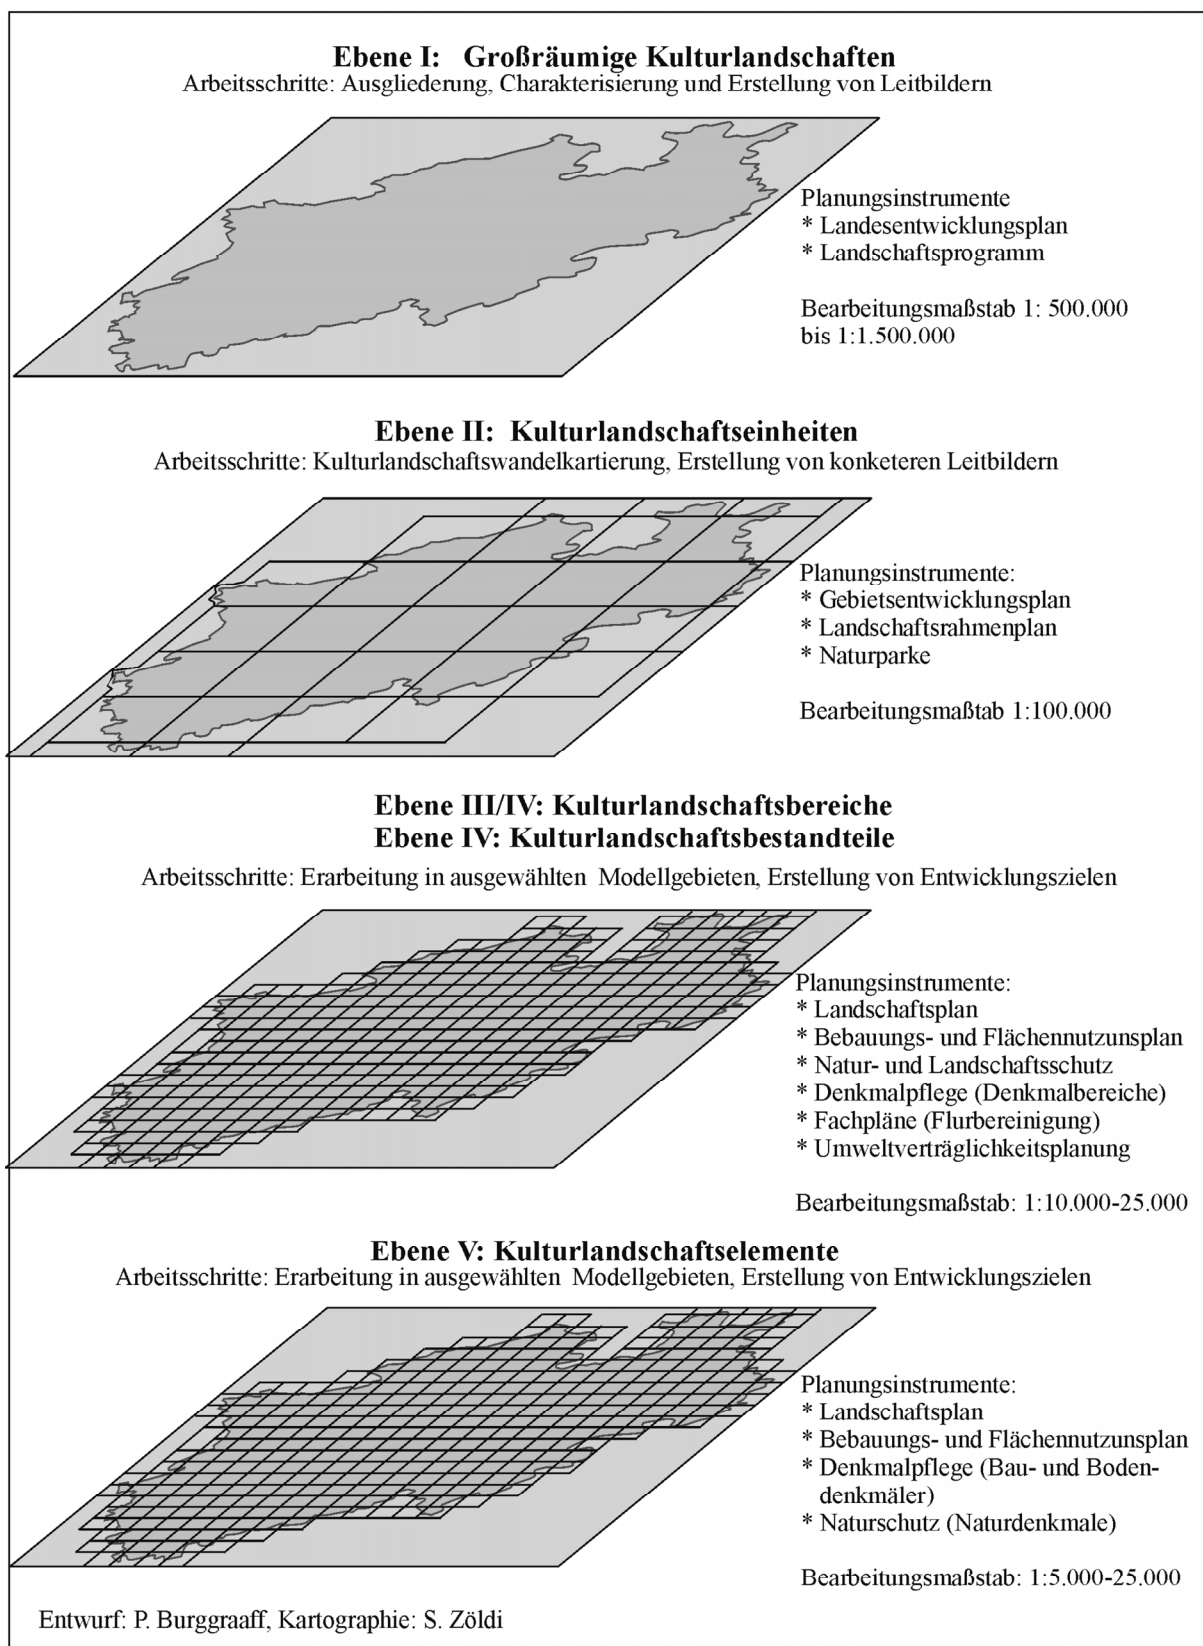 Ebene I: Großräumige Kulturlandschaften
Arbeitsschritte: Ausgliederung, Charakterisierung und Erstellung von Leitbildern
Planungsinstrumente
* Landesentwicklungsplan
* Landschaftsprogramm
Bearbeitungsmaßstab 1: 500.000
bis 1:1.500.000
Ebene II: Kulturlandschaftseinheiten
Arbeitsschritte: Kulturlandschaftswandelkartierung, Erstellung von konketeren Leitbildern
Planungsinstrumente:
* Gebietsentwicklungsplan
* Landschaftsrahmenplan
* Naturparke
Bearbeitungsmaßtab 1:100.000
Ebene III/IV: Kulturlandschaftsbereiche
Ebene IV: Kulturlandschaftsbestandteile
Arbeitsschritte: Erarbeitung in ausgewählten Modellgebieten, Erstellung von Entwicklungszielen
Planungsinstrumente:
* Landschaftsplan
* Bebauungs- und Flächennutzunsplan
* Natur- und Landschaftsschutz
* Denkmalpflege (Denkmalbereiche)
* Fachpläne (Flurbereinigung)
* Umweltverträglichkeitsplanung
Bearbeitungsmaßstab: 1:10.000-25.000
Ebene V: Kulturlandschaftselemente
Arbeitsschritte: Erarbeitung in ausgewählten Modellgebieten, Erstellung von Entwicklungszielen
Planungsinstrumente:
* Landschaftsplan
* Bebauungs- und Flächennutzunsplan
* Denkmalpflege (Bau- und Boden-
denkmäler)
* Naturschutz (Naturdenkmale)
Bearbeitungsmaßstab: 1:5.000-25.000
Entwurf: P. Burggraaff, Kartographie: S. Zöldi